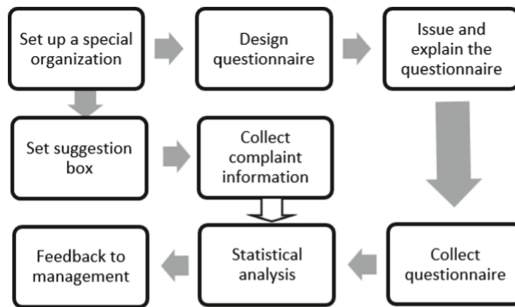 Set up a special
organization
Design
questionnaire
Issue and
explain the
questionnaire
Set suggestion
box
Collect
complaint
information
Feedback to
management
Statistical
analysis
Collect
questionnaire